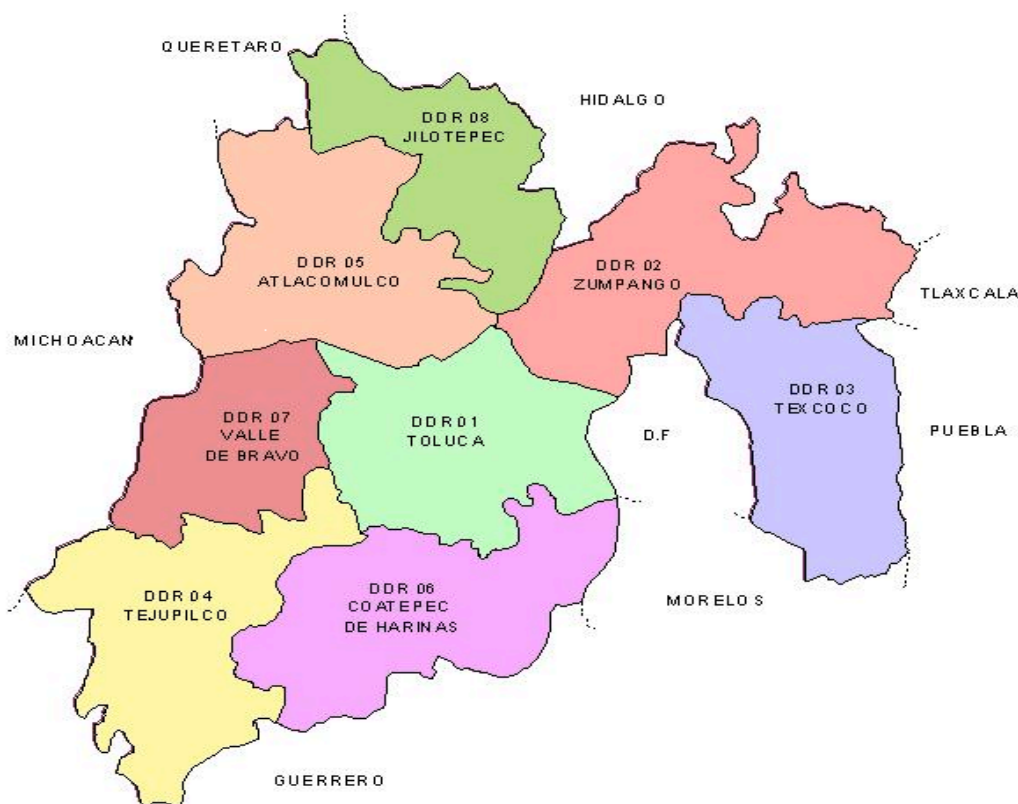 QUERETARO
HIDALGO
DDR 08
JILOTEPEC
DDR 05
ATLACOMULCO
DDR 02
ZUMPANGO
TLAXCALA
MICHOACAN
DDR 03
TEXCOCO
DDR 07
VALLE
DE BRAVO
DDR 01
TOLUCA
D.F
PUEBLA
DDR 04
TEJUPILCO
DDR 06
COATEPEC
DE HARINAS
MORELOS
GUERRERO